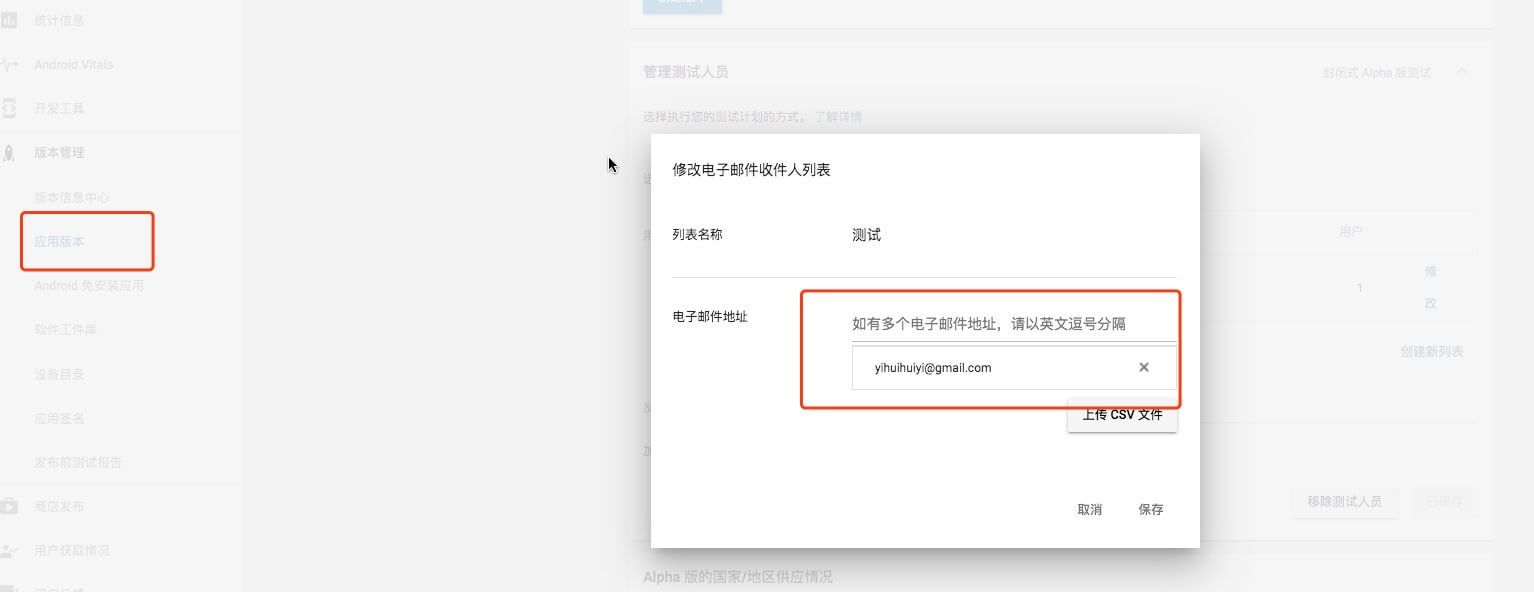 统计信息
Android Vitals
开发工具
版本管理
版本信息中心
应用版本
Android 免安装应用
软件工件库
设备目录
应用签名
发布前测试报告
商店发布
用户获取情况
管理测试人员
封闭式 Alpha 版测试
选择执行您的测试计划的方式。 了解详情
修改电子邮件收件人列表
列表名称
测试
电子邮件地址
如有多个电子邮件地址，请以英文逗号分隔
yihuihuiyi@gmail.com
上传 CSV 文件
取消
保存
用户
1
修
改
创建新列表
移除测试人员
已保存
Alpha 版的国家/地区供应情况